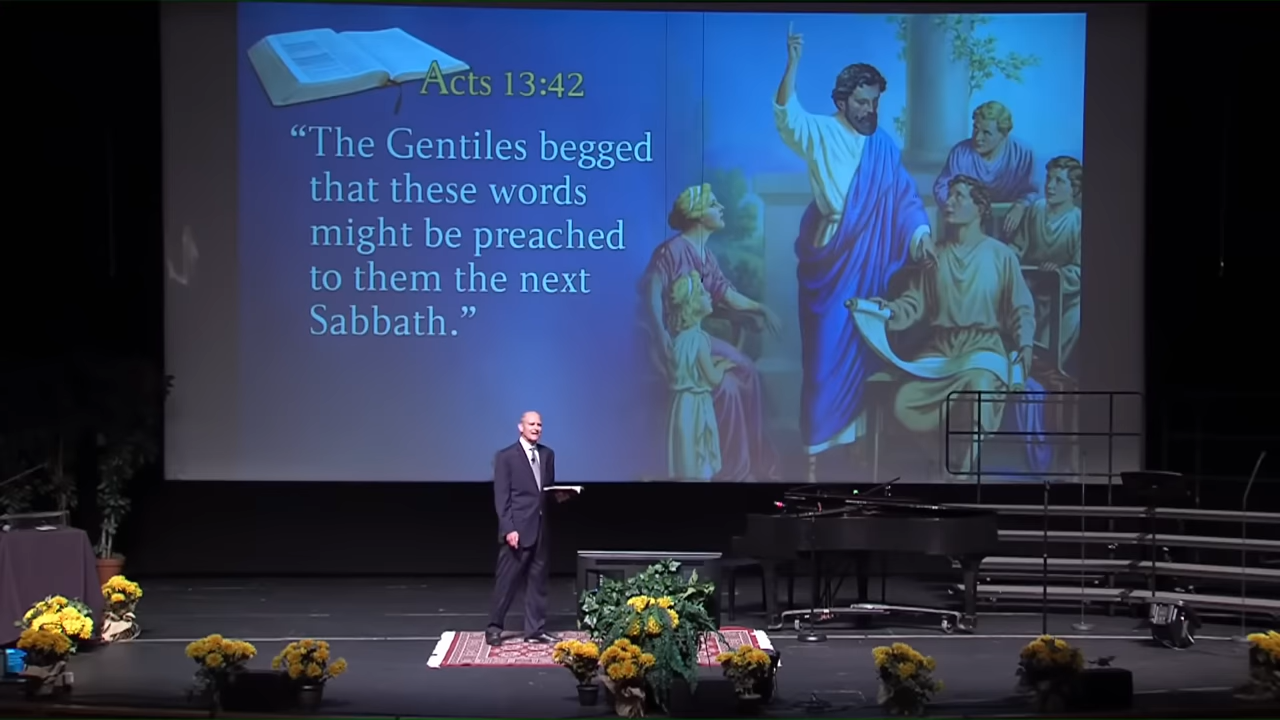 Acts 13:42
“The Gentiles begged
that these words
might be preached
to them the next
Sabbath.”